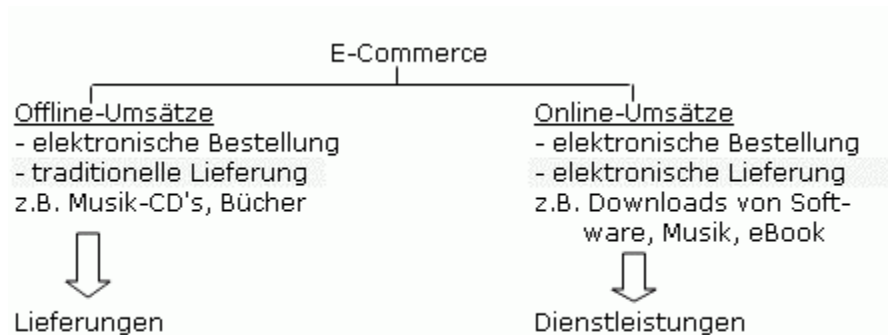 E-Commerce
Offline-Umsätze
- elektronische Bestellung
- traditionelle Lieferung
z.B. Musik-CD's, Bücher
Lieferungen
Online-Umsätze
- elektronische Bestellung
- elektronische Lieferung
z.B. Downloads von Soft-
ware, Musik, eBook
Dienstleistungen